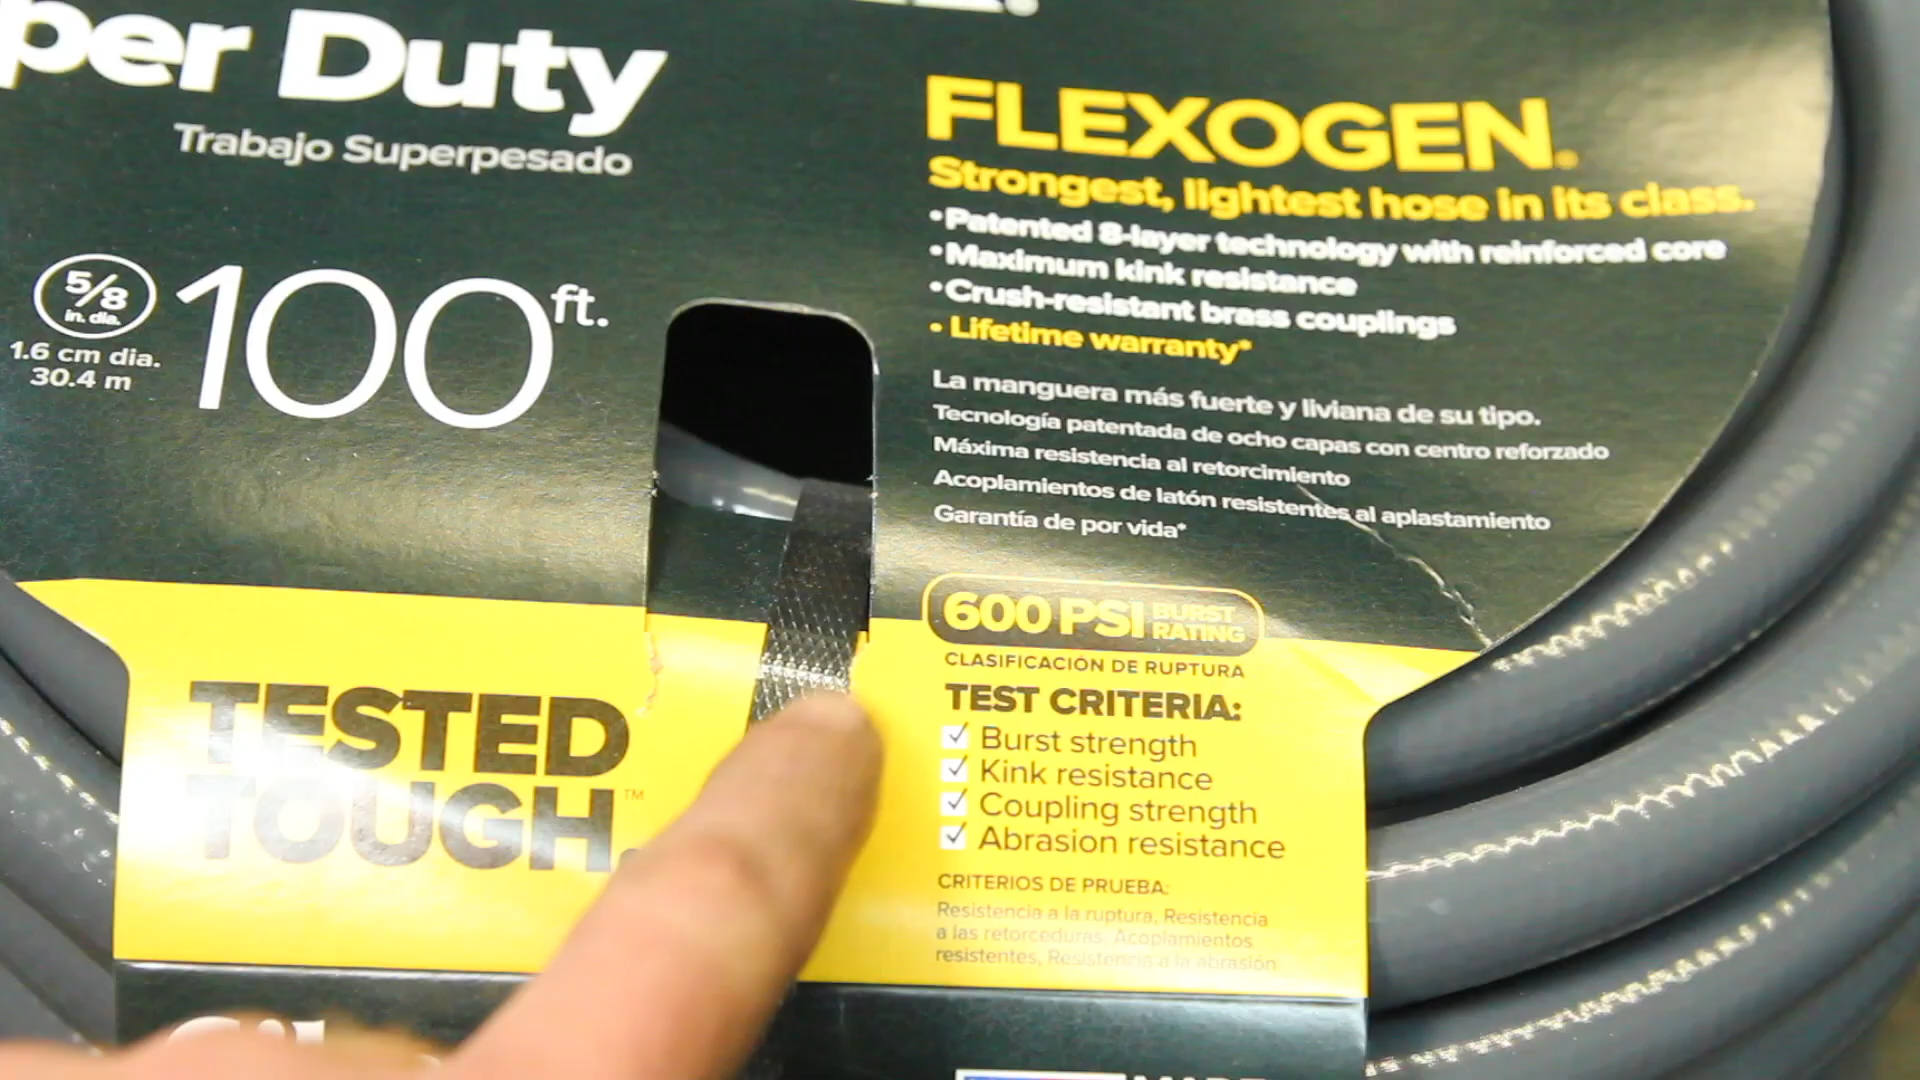 per Duty
Trabajo Superpesado
5/8
in. dia.
100 ft.
1.6 cm dia.
30.4 m
FLEXOGEN.
Strongest, lightest hose in its class.
•Patented 8-layer technology with reinforced core
•Maximum kink resistance
•Crush-resistant brass couplings
• Lifetime warranty*
La manguera más fuerte y liviana de su tipo.
Tecnología patentada de ocho capas con centro reforzado
Máxima resistencia al retorcimiento
Acoplamientos de latón resistentes al aplastamiento
Garantía de por vida*
TESTED
TOUGH.™
600 PSI BURST
RATING
CLASIFICACIÓN DE RUPTURA
TEST CRITERIA:
✓ Burst strength
✓ Kink resistance
✓ Coupling strength
✓ Abrasion resistance
CRITERIOS DE PRUEBA:
Resistencia a la ruptura, Resistencia
a las retorceduras, Acoplamientos
resistentes, Resistencia a la abrasión